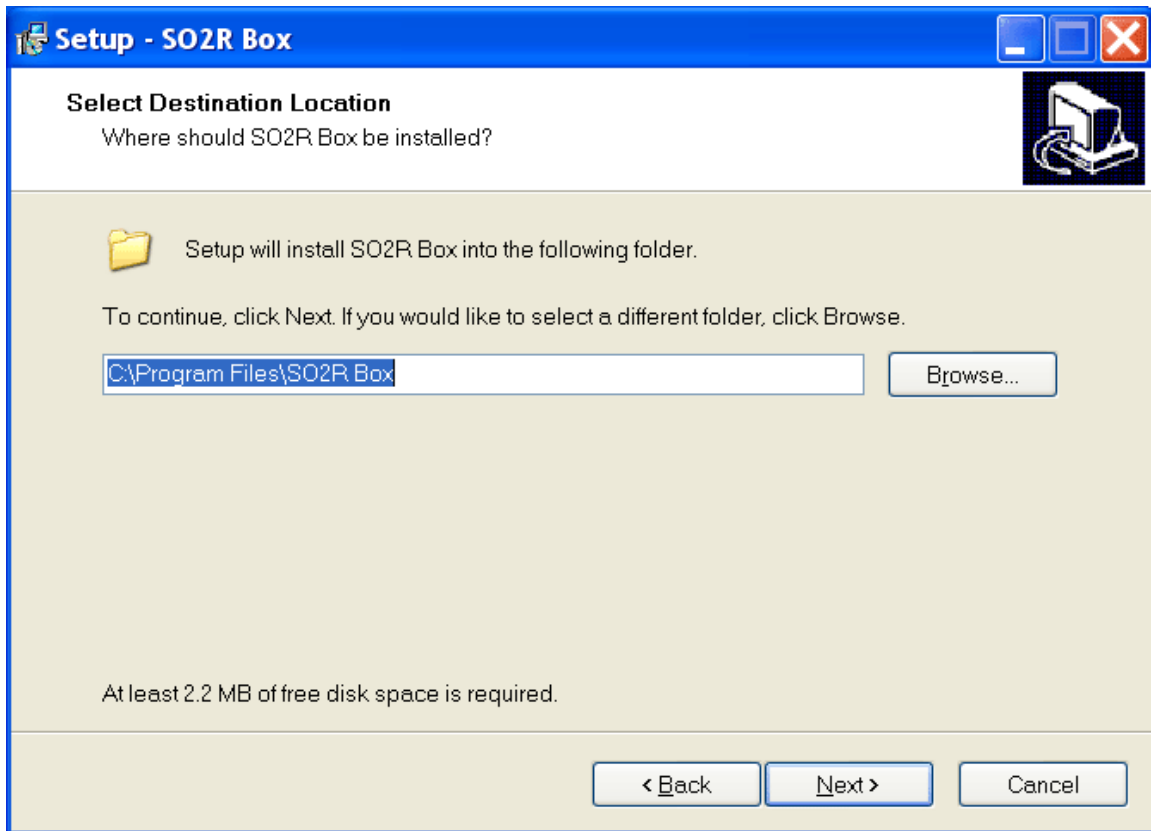 Setup - SO2R Box
Select Destination Location
Where should SO2R Box be installed?
Setup will install SO2R Box into the following folder.
To continue, click Next. If you would like to select a different folder, click Browse.
C:\Program Files\SO2R Box
Browse...
At least 2.2 MB of free disk space is required.
< Back
Next >
Cancel